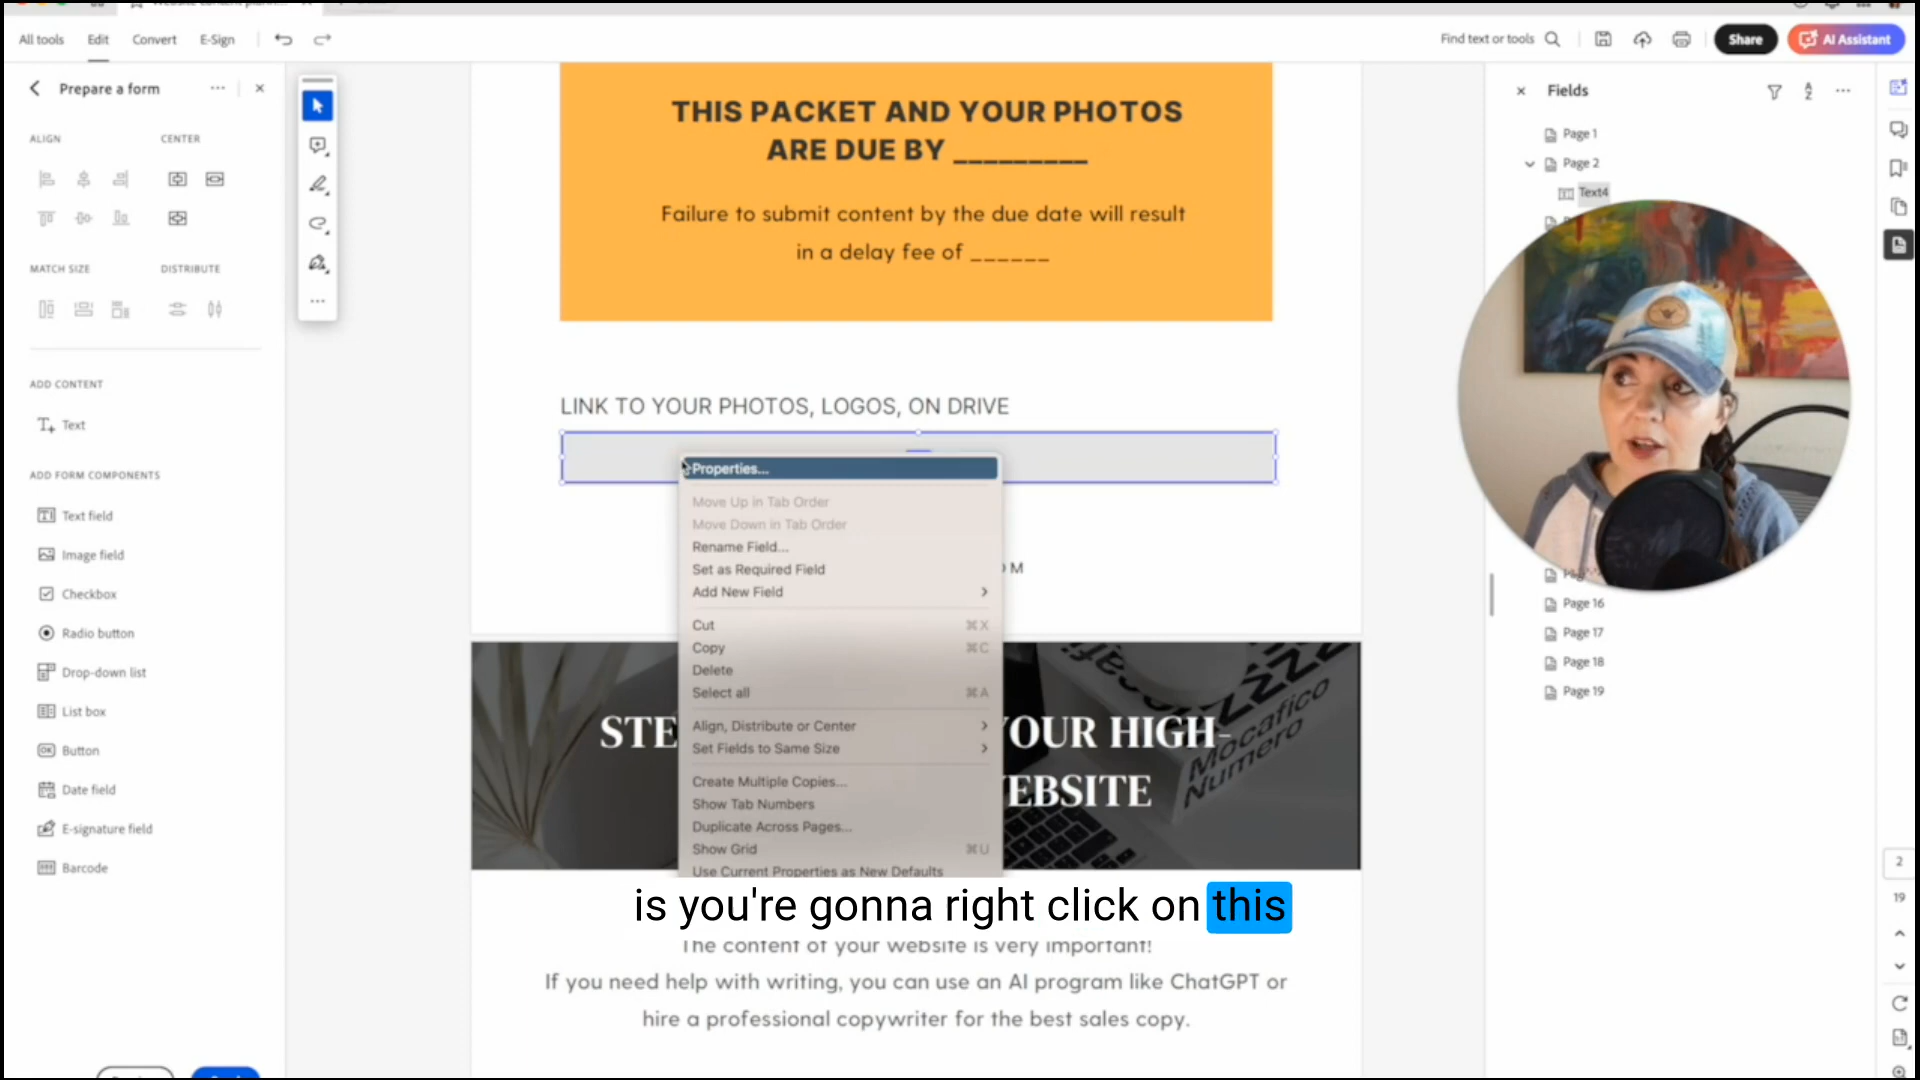 All tools
Edit
Convert
E-Sign
Find text or tools
Share
AI Assistant
Prepare a form
ALIGN
CENTER
MATCH SIZE
DISTRIBUTE
ADD CONTENT
Text
ADD FORM COMPONENTS
Text field
Image field
Checkbox
Radio button
Drop-down list
List box
Button
Date field
E-signature field
Barcode
THIS PACKET AND YOUR PHOTOS
ARE DUE BY _________
Failure to submit content by the due date will result
in a delay fee of ______
LINK TO YOUR PHOTOS, LOGOS, ON DRIVE
Properties...
Move Up in Tab Order
Move Down in Tab Order
Rename Field...
Set as Required Field
Add New Field
Cut ⌘X
Copy ⌘C
Delete
Select all ⌘A
Align, Distribute or Center
Set Fields to Same Size
Create Multiple Copies...
Show Tab Numbers
Duplicate Across Pages...
Show Grid ⌘U
Use Current Properties as New Defaults
OM
STE
OUR HIGH-
EBSITE
Mocafico
Numero
is you're gonna right click on this
The content of your website is very important!
If you need help with writing, you can use an AI program like ChatGPT or
hire a professional copywriter for the best sales copy.
Fields
Page 1
Page 2
Text4
Page 16
Page 17
Page 18
Page 19
2
19